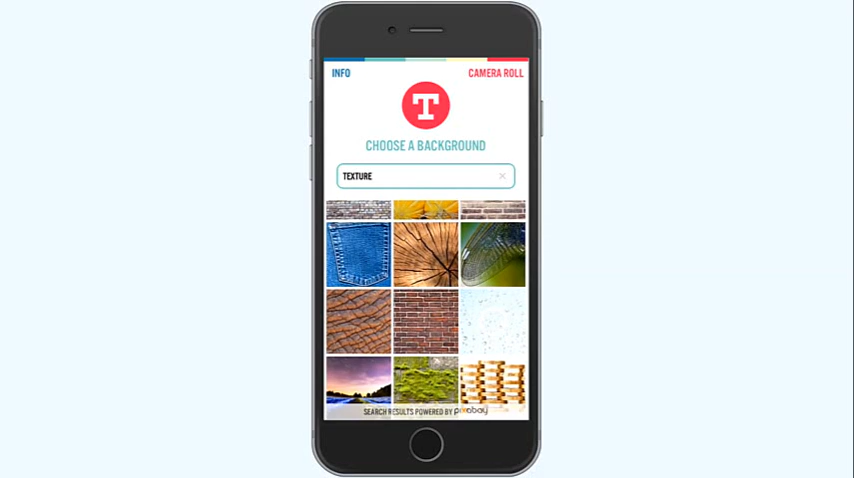 INFO
CAMERA ROLL
T
CHOOSE A BACKGROUND
TEXTURE
SEARCH RESULTS POWERED BY pixabay